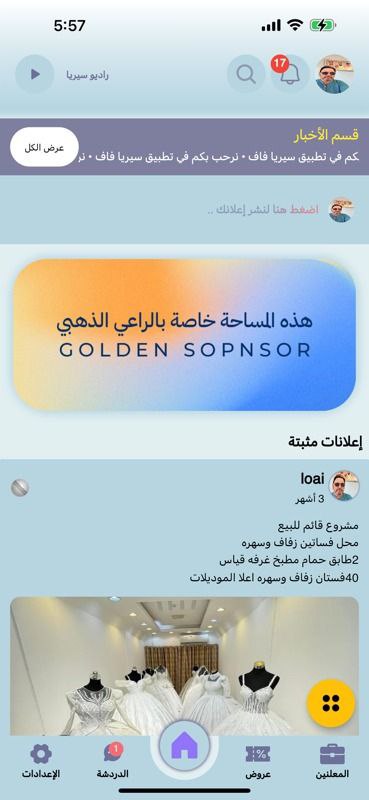 5:57
17
راديو سيريا
قسم الأخبار
عرض الكل
كم في تطبيق سيريا فاف • نرحب بكم في تطبيق سيريا فاف • نر
اضغط هنا لنشر إعلانك ..
هذه المساحة خاصة بالراعي الذهبي
GOLDEN SOPNSOR
إعلانات مثبتة
loai
3 أشهر
مشروع قائم للبيع
محل فساتين زفاف وسهره
2طابق حمام مطبخ غرفه قياس
40فستان زفاف وسهره اعلا الموديلات
المعلنين
عروض
1
الدردشة
الإعدادات